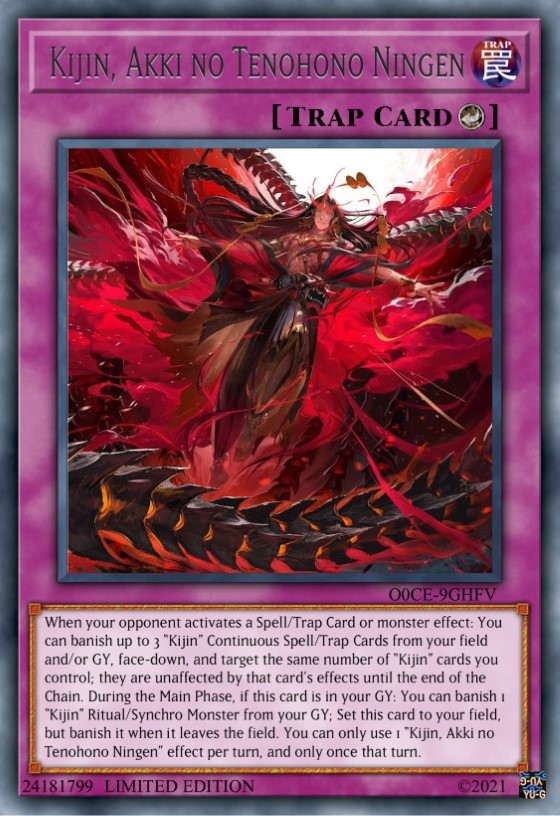 Kijin, Akki no Tenohono Ningen
TRAP
罠
[Trap Card]
O0CE-9GHFV
When your opponent activates a Spell/Trap Card or monster effect: You
can banish up to 3 "Kijin" Continuous Spell/Trap Cards from your field
and/or GY, face-down, and target the same number of "Kijin" cards you
control; they are unaffected by that card's effects until the end of the
Chain. During the Main Phase, if this card is in your GY: You can banish 1
"Kijin" Ritual/Synchro Monster from your GY; Set this card to your field,
but banish it when it leaves the field. You can only use 1 "Kijin, Akki no
Tenohono Ningen" effect per turn, and only once that turn.
24181799 LIMITED EDITION
©2021